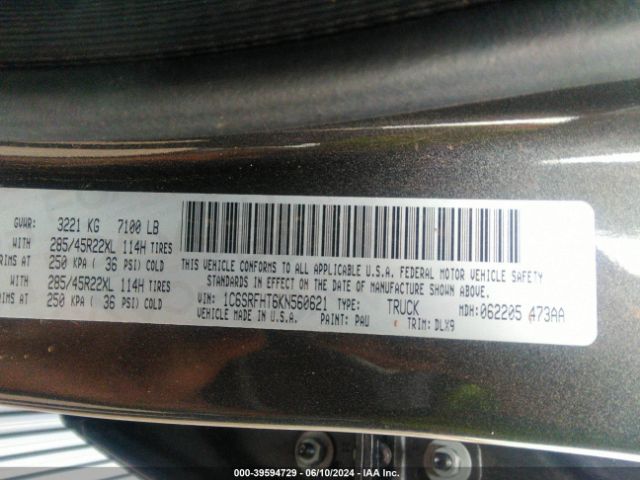 GVWR: 3221 KG 7100 LB
WITH 285/45R22XL 114H TIRES
RIMS AT 250 KPA ( 36 PSI) COLD
WITH 285/45R22XL 114H TIRES
RIMS AT 250 KPA ( 36 PSI) COLD
THIS VEHICLE CONFORMS TO ALL APPLICABLE U.S.A. FEDERAL MOTOR VEHICLE SAFETY
STANDARDS IN EFFECT ON THE DATE OF MANUFACTURE SHOWN ABOVE.
VIN: 1C6SRFHT6KN560621 TYPE: TRUCK MDH: 062205 473AA
VEHICLE MADE IN U.S.A. PAINT: PAU TRIM: DLX9
000-39594729 - 06/10/2024 - IAA Inc.